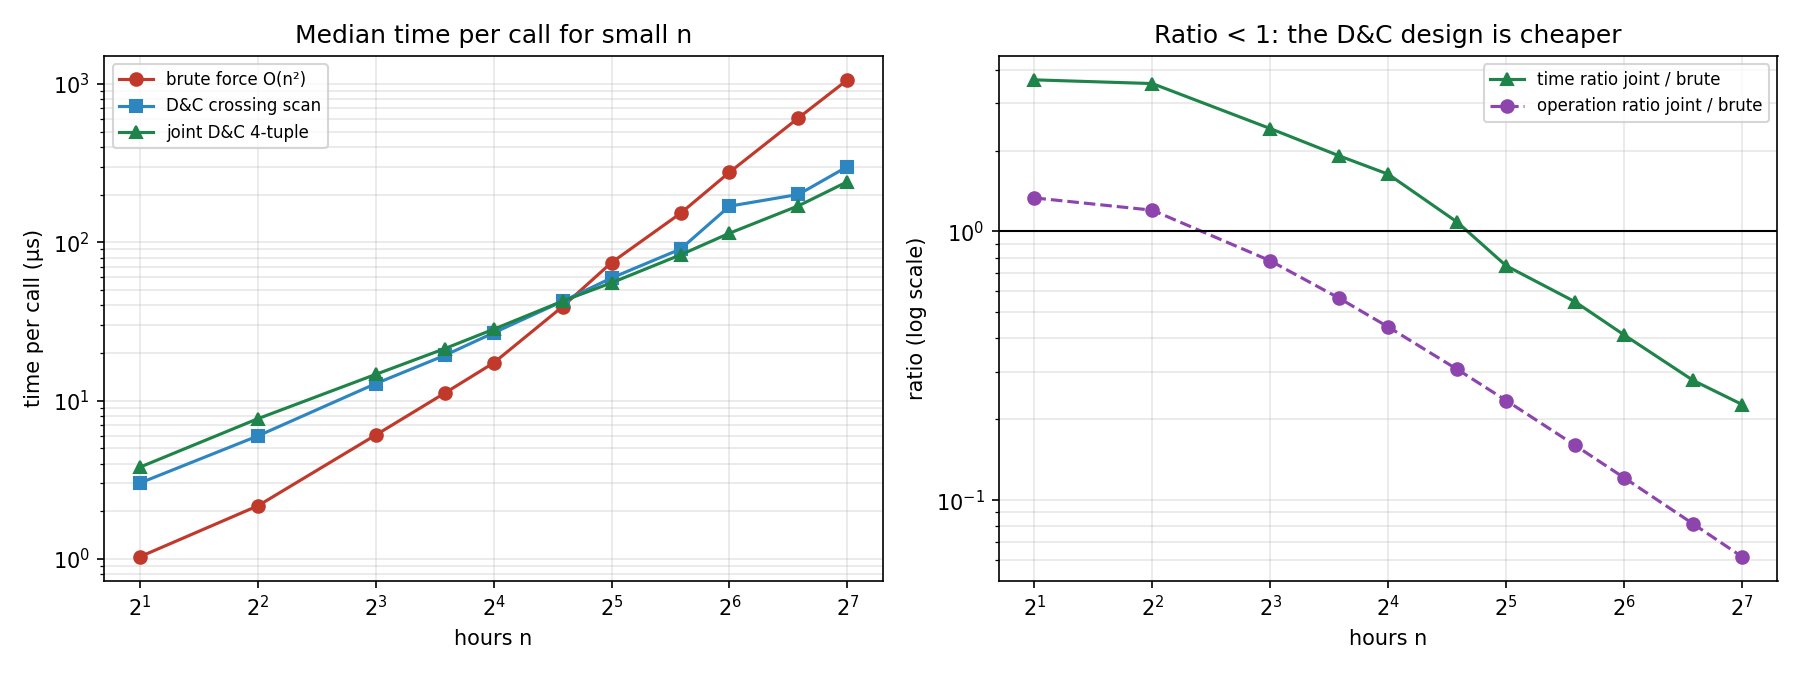 Median time per call for small n
brute force O(n²)
D&C crossing scan
joint D&C 4-tuple
time per call (µs)
10³
10²
10¹
10⁰
2¹ 2² 2³ 2⁴ 2⁵ 2⁶ 2⁷
hours n
Ratio < 1: the D&C design is cheaper
time ratio joint / brute
operation ratio joint / brute
ratio (log scale)
10⁰
10⁻¹
2¹ 2² 2³ 2⁴ 2⁵ 2⁶ 2⁷
hours n